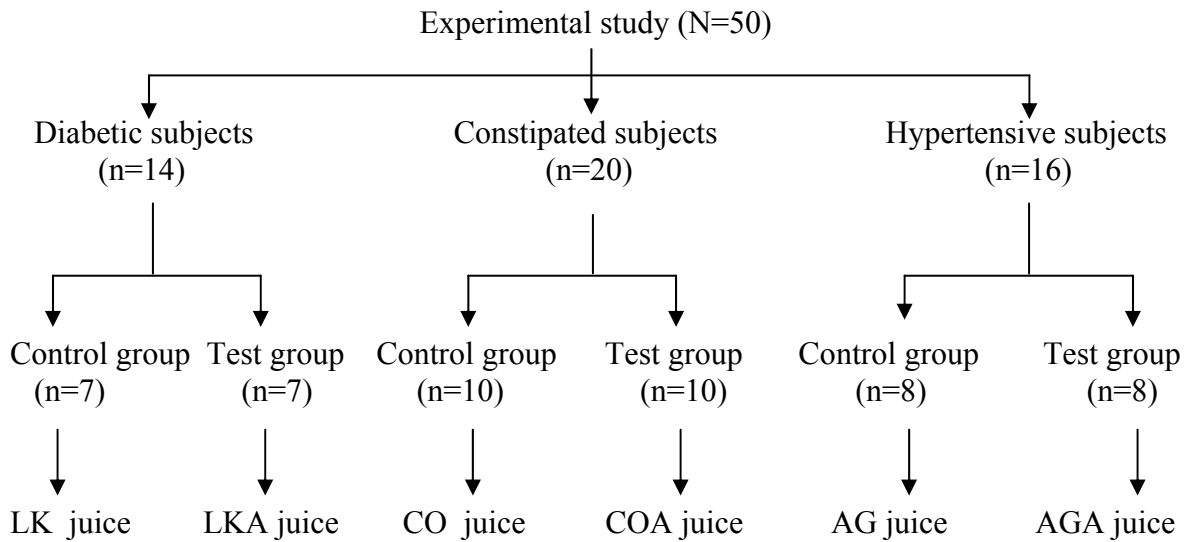 Experimental study (N=50)
Diabetic subjects
(n=14)
Constipated subjects
(n=20)
Hypertensive subjects
(n=16)
Control group
(n=7)
Test group
(n=7)
Control group
(n=10)
Test group
(n=10)
Control group
(n=8)
Test group
(n=8)
LK juice
LKA juice
CO juice
COA juice
AG juice
AGA juice